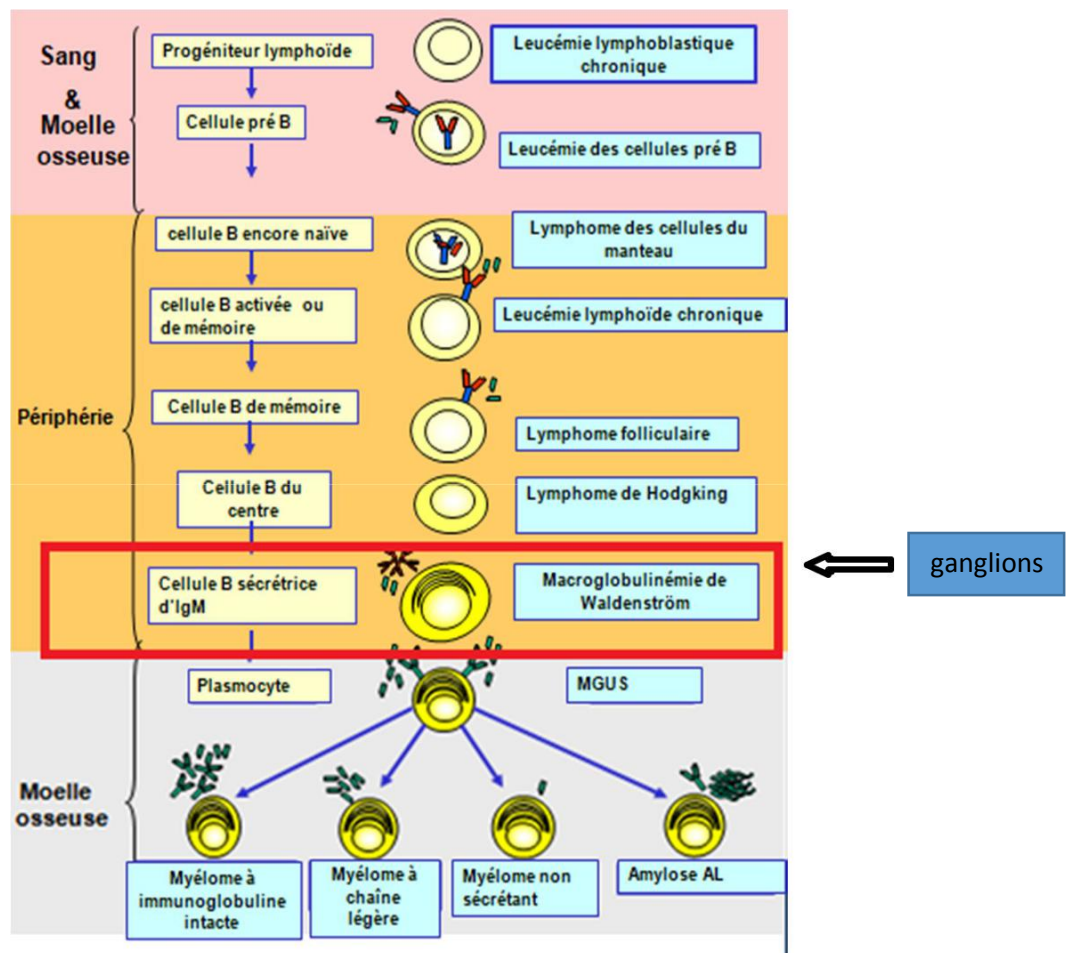 Sang
&
Moelle
osseuse
Progéniteur lymphoïde
Leucémie lymphoblastique
chronique
Cellule pré B
Leucémie des cellules pré B
Périphérie
cellule B encore naïve
Lymphome des cellules du
manteau
cellule B activée ou
de mémoire
Leucémie lymphoïde chronique
Cellule B de mémoire
Lymphome folliculaire
Cellule B du
centre
Lymphome de Hodgking
Cellule B sécrétrice
d'IgM
Macroglobulinémie de
Waldenström
ganglions
Moelle
osseuse
Plasmocyte
MGUS
Myélome à
immunoglobuline
intacte
Myélome à
chaîne
légère
Myélome non
sécrétant
Amylose AL